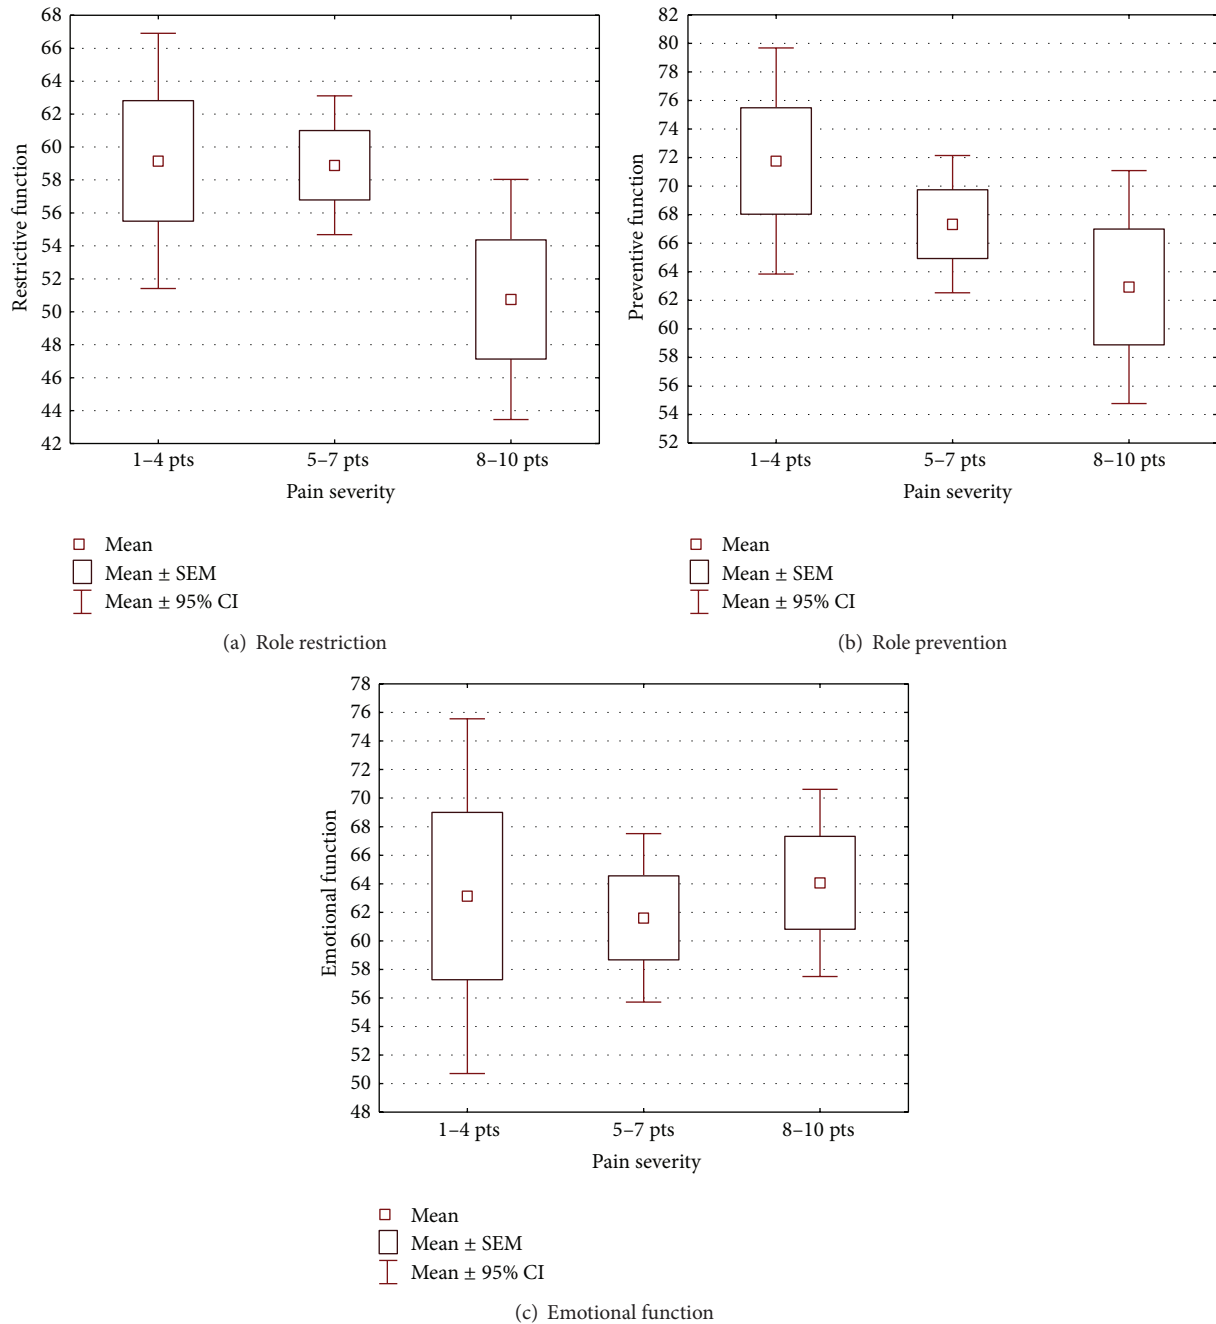 68
66
64
62
60
58
56
54
52
50
48
46
44
42
Restrictive function
1–4 pts 5–7 pts 8–10 pts
Pain severity
Mean
Mean ± SEM
Mean ± 95% CI
(a) Role restriction
82
80
78
76
74
72
70
68
66
64
62
60
58
56
54
52
Preventive function
1–4 pts 5–7 pts 8–10 pts
Pain severity
Mean
Mean ± SEM
Mean ± 95% CI
(b) Role prevention
78
76
74
72
70
68
66
64
62
60
58
56
54
52
50
48
Emotional function
1–4 pts 5–7 pts 8–10 pts
Pain severity
Mean
Mean ± SEM
Mean ± 95% CI
(c) Emotional function